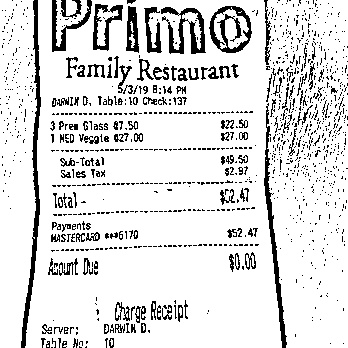 Primo
Family Restaurant
5/3/19 8:14 PM
DARWIN D. Table:10 Check:137
3 Prem Glass @7.50 $22.50
1 MED Veggie @27.00 $27.00
Sub-Total $49.50
Sales Tax $2.97
Total - $52.47
Payments
MASTERCARD ***6170 $52.47
Amount Due $0.00
Charge Receipt
Server: DARWIN D.
Table No: 10